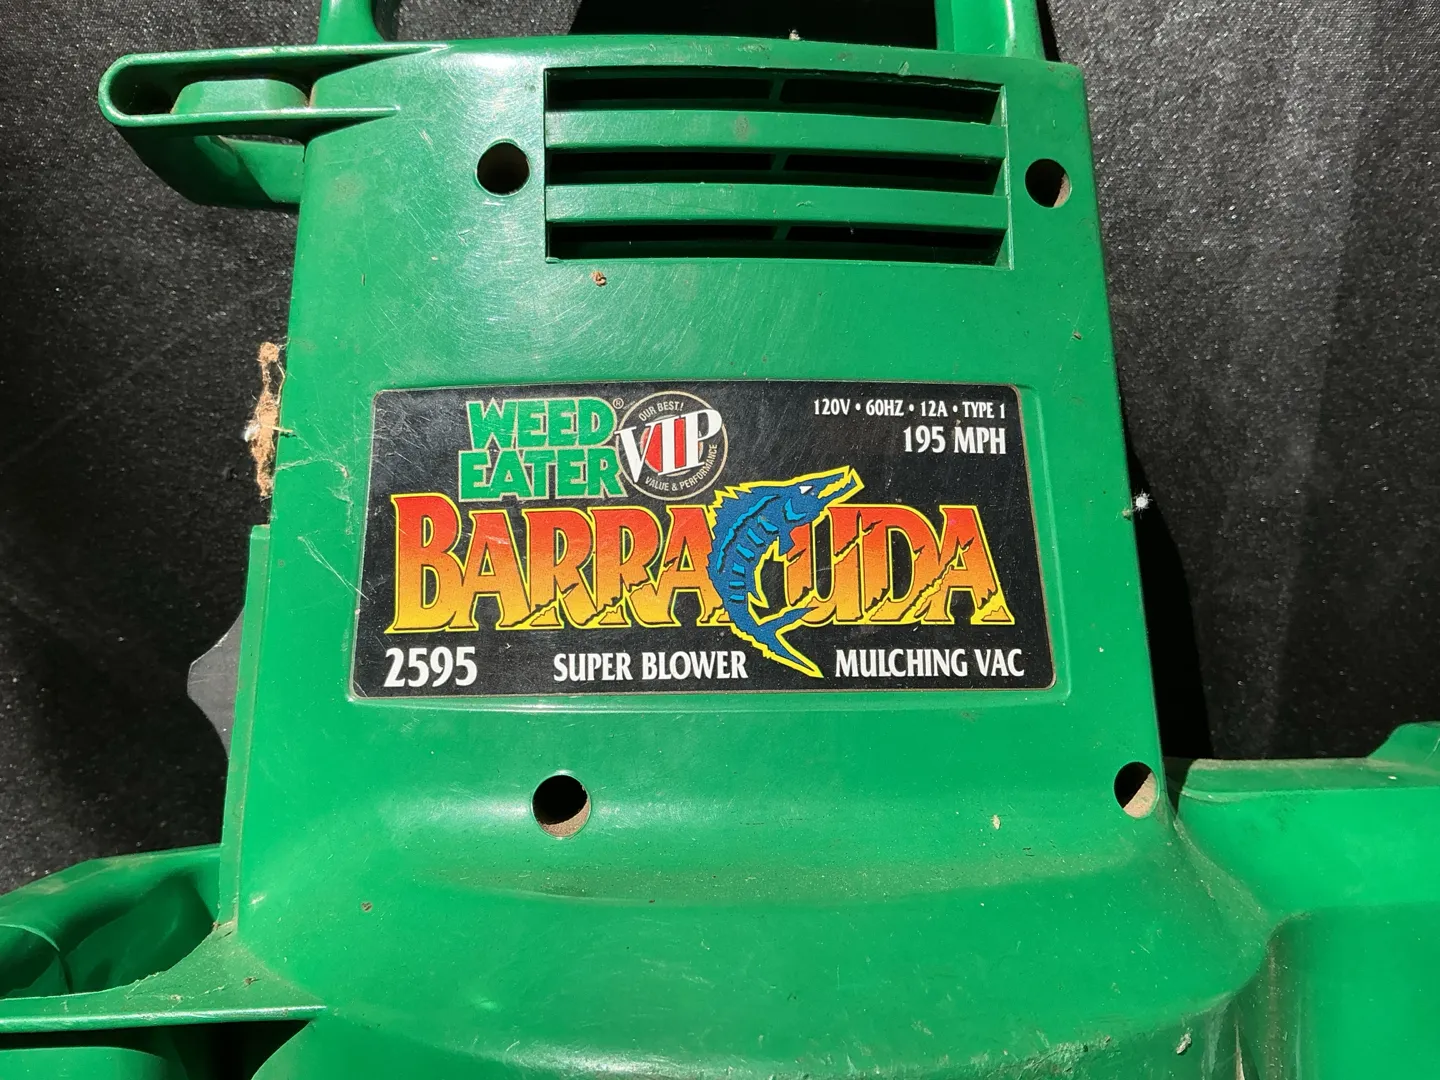 WEED
EATER®
OUR BEST!
VIP
VALUE & PERFORMANCE
120V • 60HZ • 12A • TYPE 1
195 MPH
BARRACUDA
2595 SUPER BLOWER MULCHING VAC